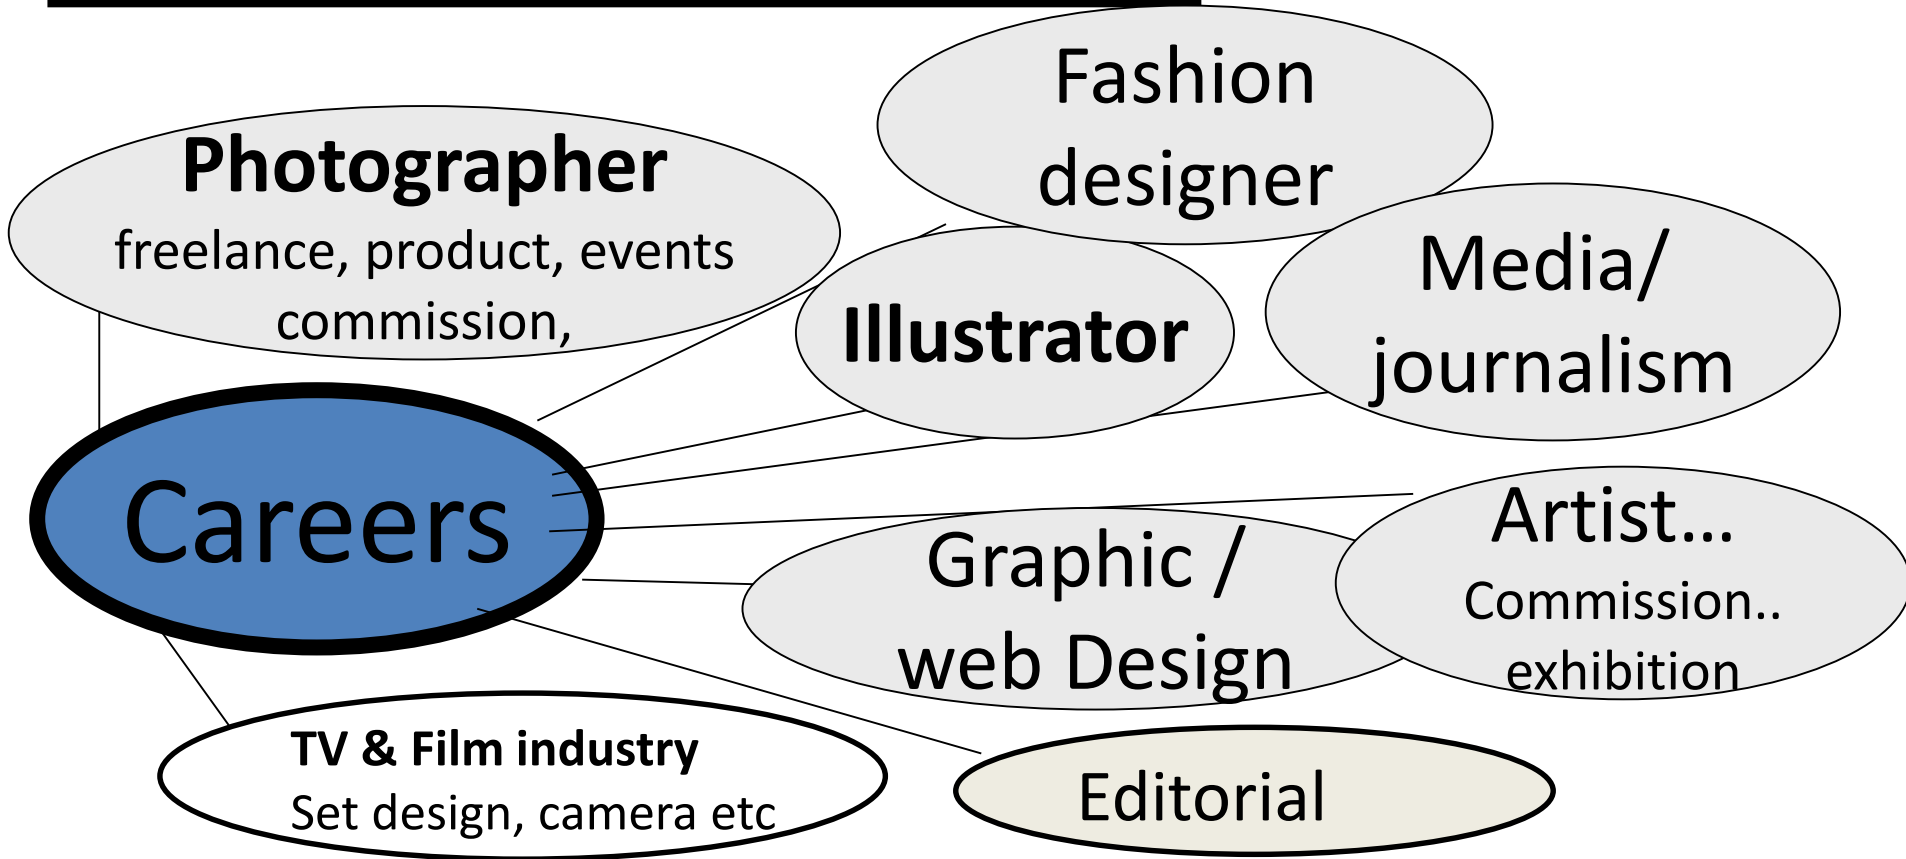 Fashion
designer
Photographer
freelance, product, events
commission,
Illustrator
Media/
journalism
Careers
Graphic /
web Design
Artist...
Commission..
exhibition
TV & Film industry
Set design, camera etc
Editorial